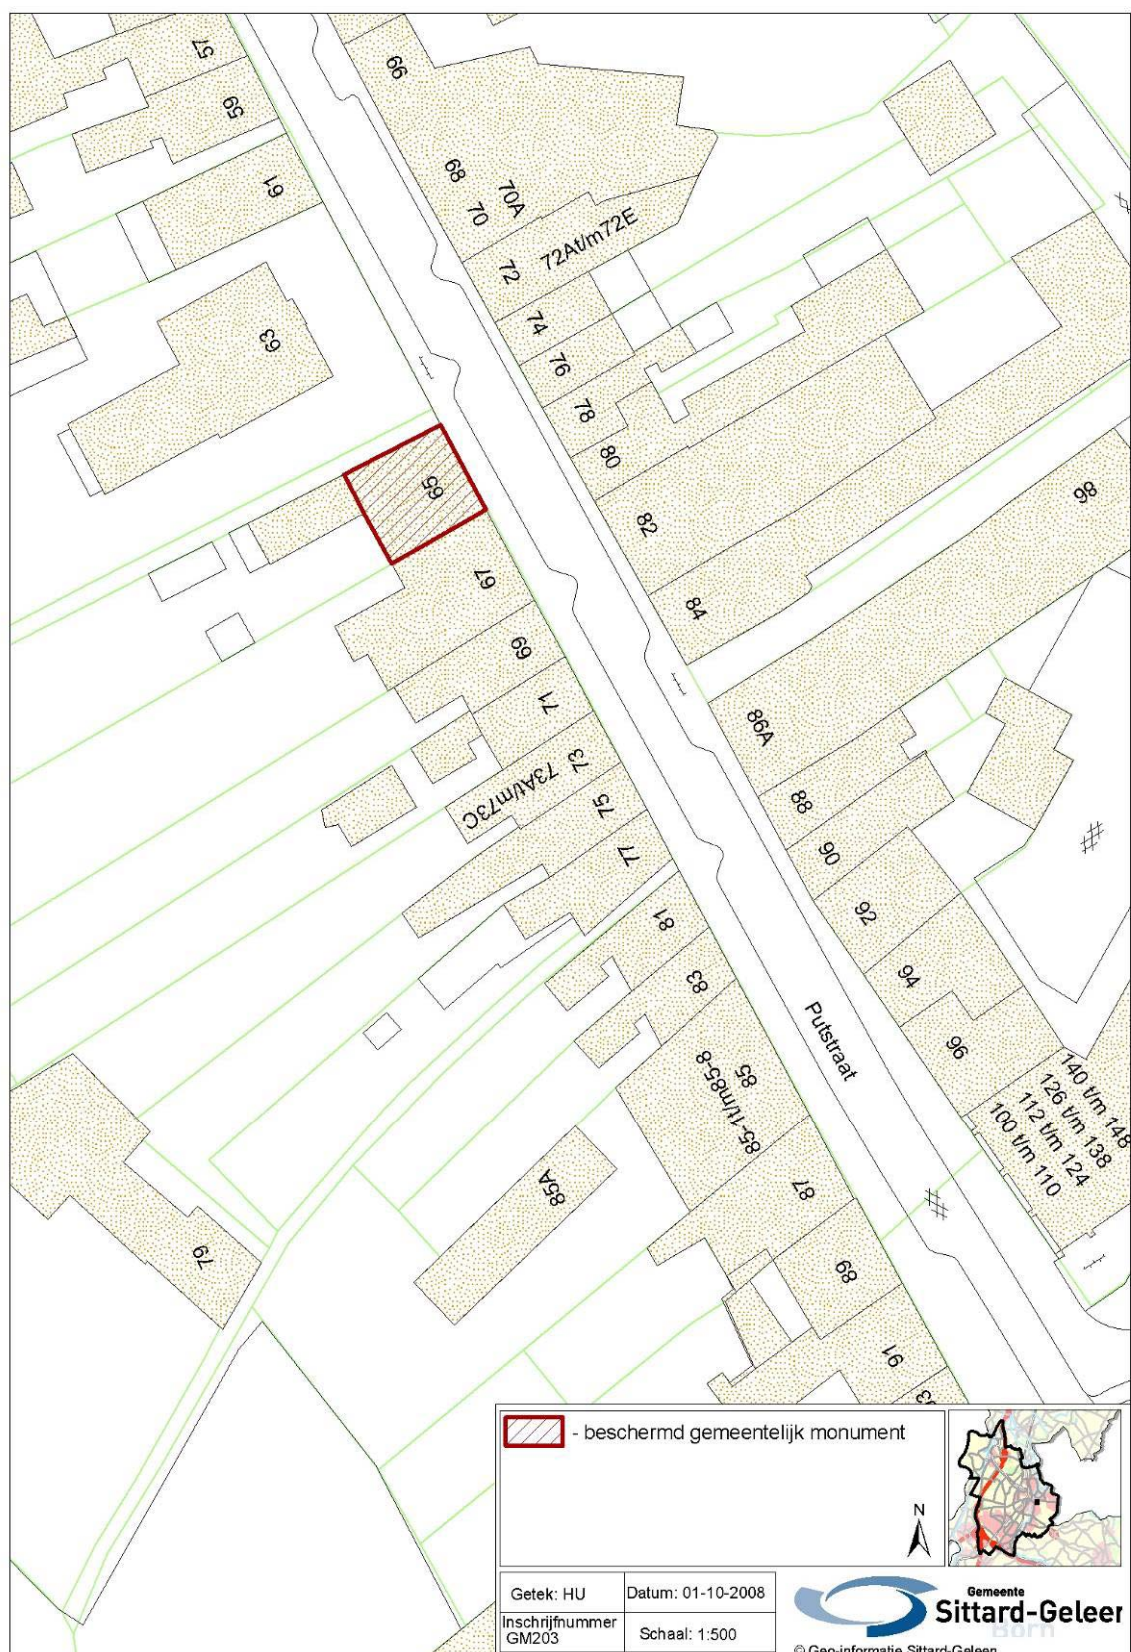 57
59
61
63
65
67
69
71
73
73At/m73C
75
77
81
83
85
85-1t/m85-8
87
89
91
79
85A
66
68
70
70A
72
72At/m72E
74
76
78
80
82
84
86
86A
88
90
92
94
96
140 t/m 148
126 t/m 138
112 t/m 124
100 t/m 110
Putstraat
- beschermd gemeentelijk monument
N
Getek: HU
Datum: 01-10-2008
Inschrijfnummer
GM203
Schaal: 1:500
Gemeente
Sittard-Geleen
Born
© Geo-informatie Sittard-Geleen